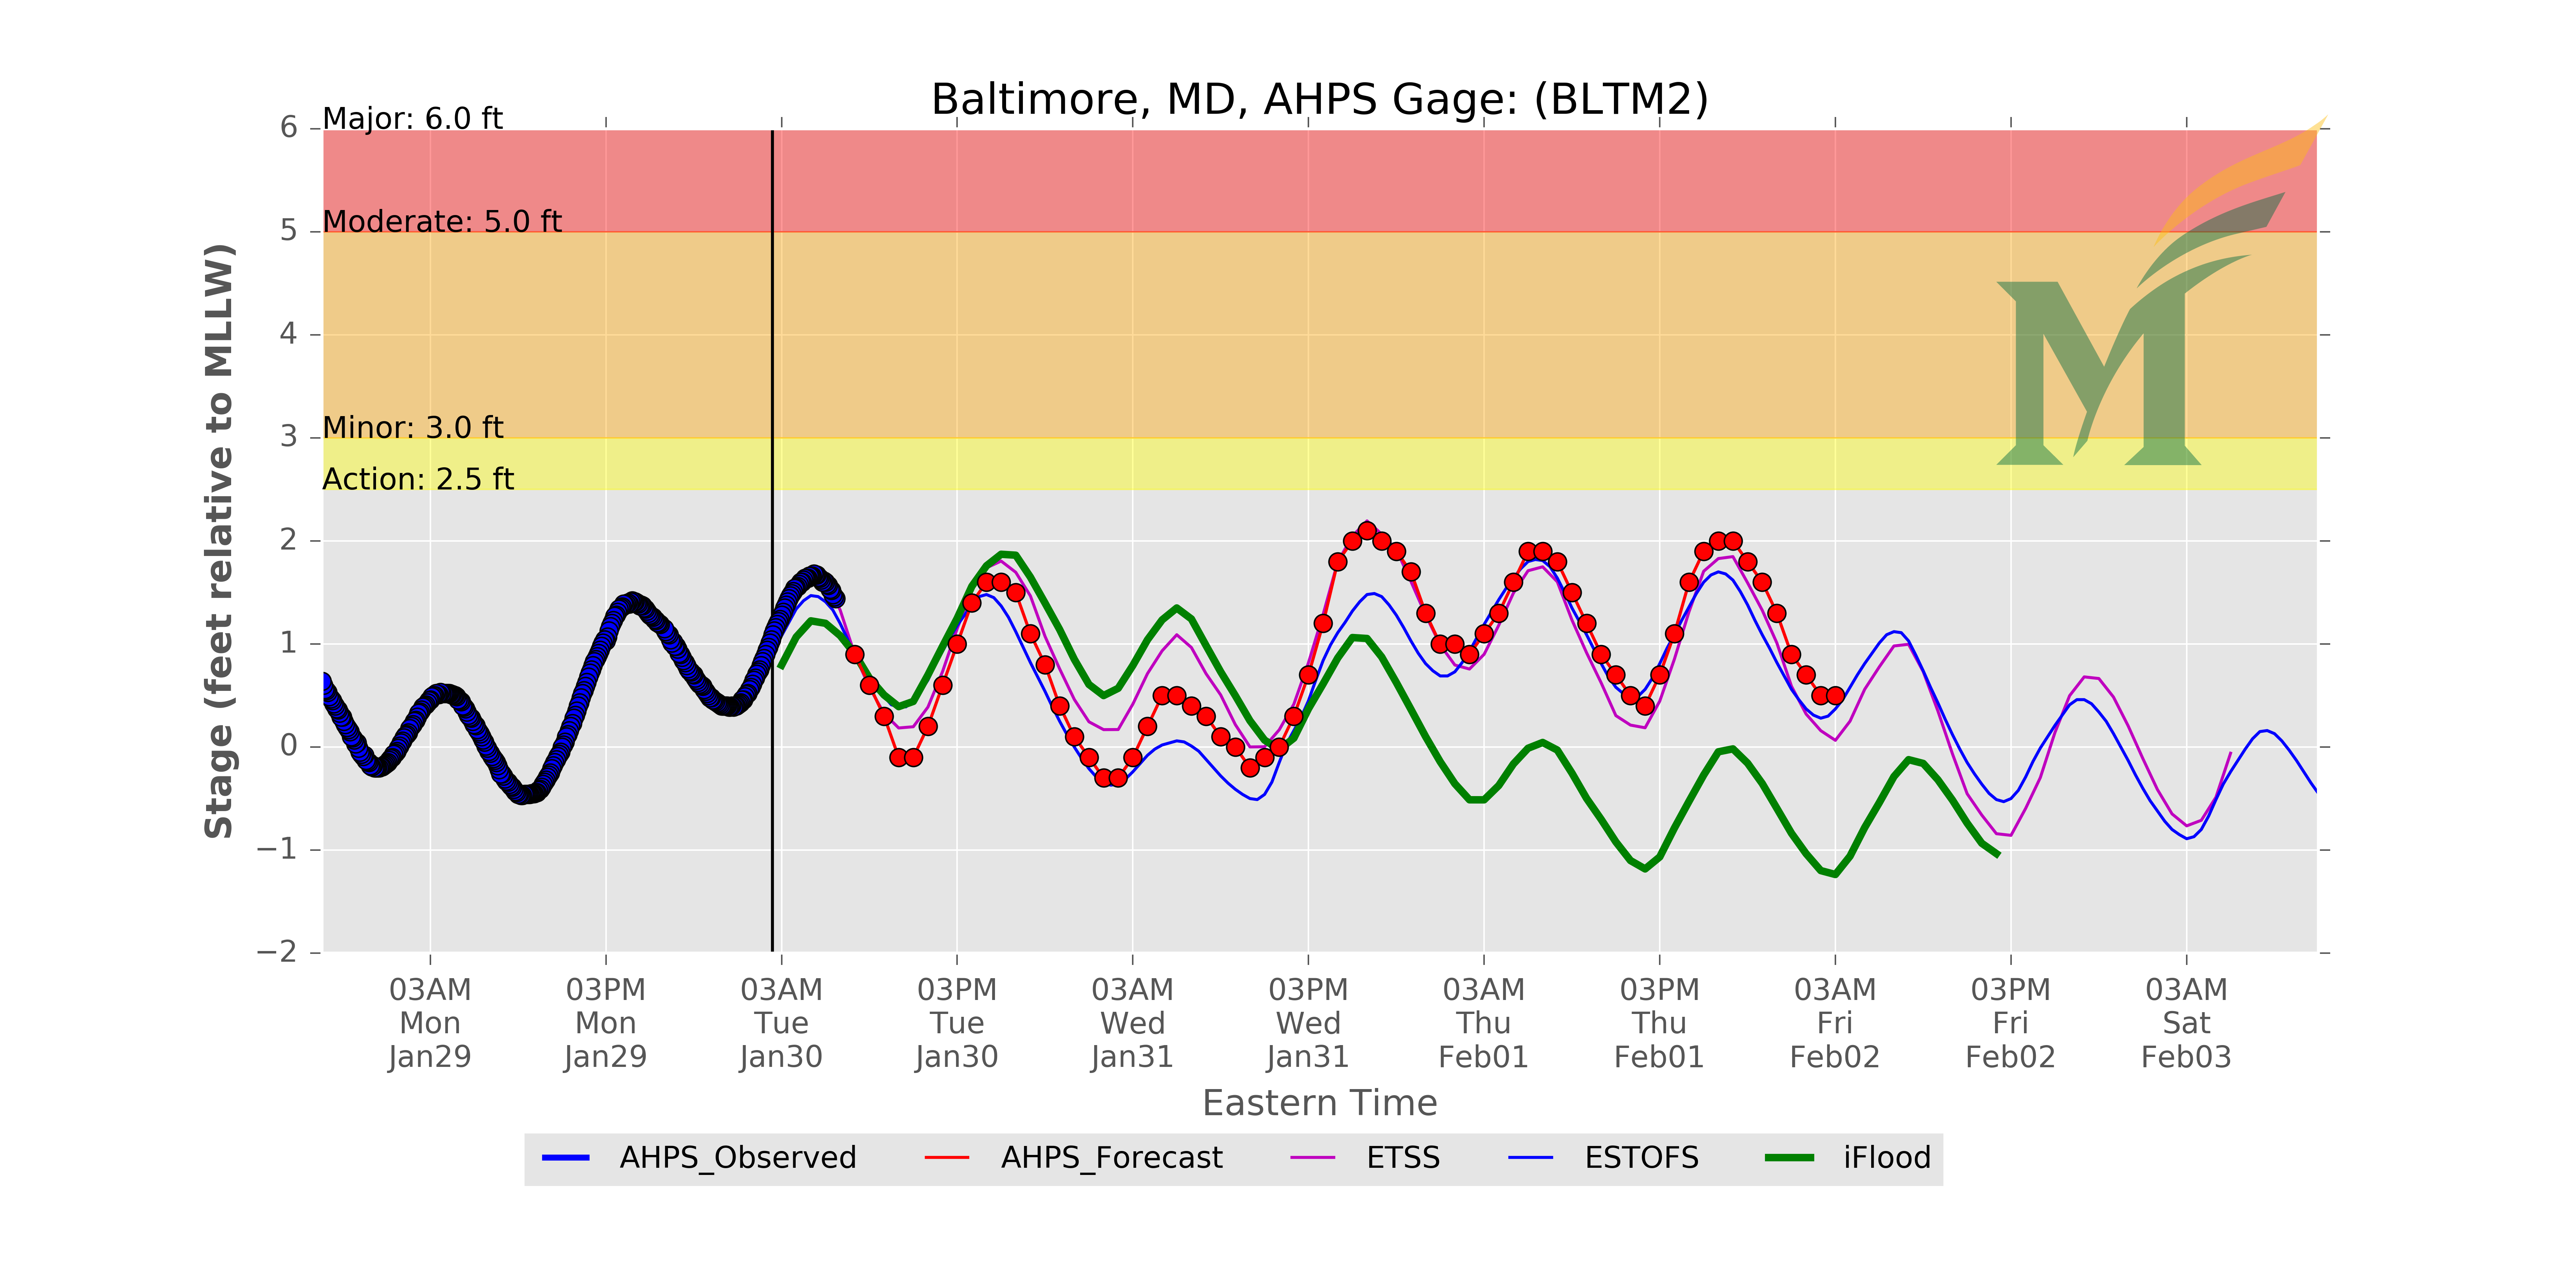 Baltimore, MD, AHPS Gage: (BLTM2)
Major: 6.0 ft
Moderate: 5.0 ft
Minor: 3.0 ft
Action: 2.5 ft
Stage (feet relative to MLLW)
6
5
4
3
2
1
0
−1
−2
03AM
Mon
Jan29
03PM
Mon
Jan29
03AM
Tue
Jan30
03PM
Tue
Jan30
03AM
Wed
Jan31
03PM
Wed
Jan31
03AM
Thu
Feb01
03PM
Thu
Feb01
03AM
Fri
Feb02
03PM
Fri
Feb02
03AM
Sat
Feb03
Eastern Time
AHPS_Observed AHPS_Forecast ETSS ESTOFS iFlood
M